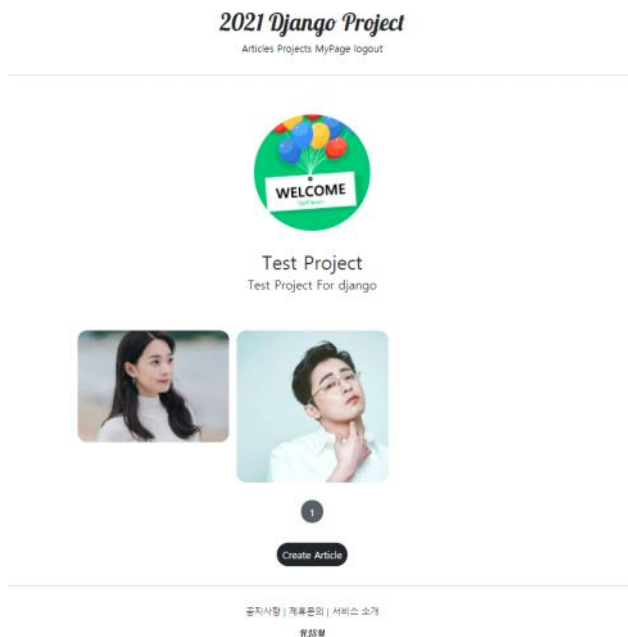 2021 Django Project
Articles Projects MyPage logout
WELCOME
Test Project
Test Project For django
1
Create Article
공지사항 | 제휴문의 | 서비스 소개
HJSM